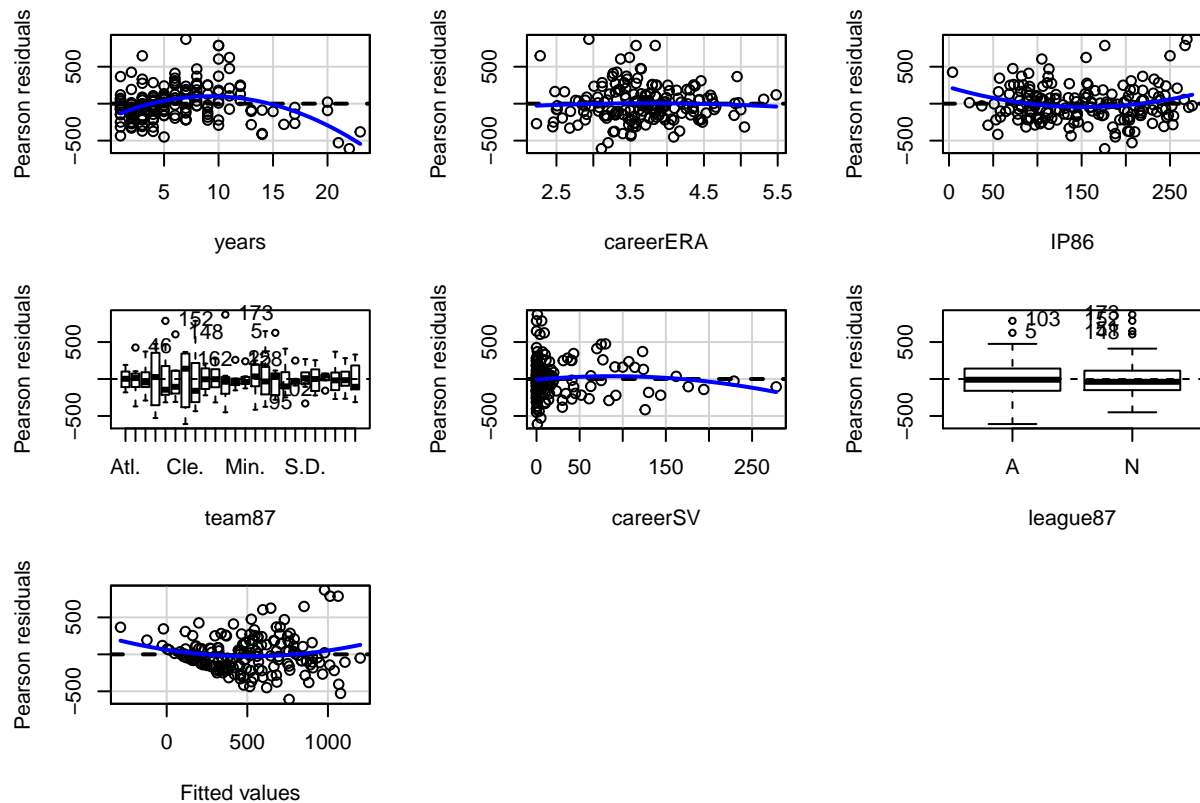 Pearson residuals
500
−500
5 10 15 20
years
Pearson residuals
500
−500
2.5 3.5 4.5 5.5
careerERA
Pearson residuals
500
−500
0 50 150 250
IP86
Pearson residuals
500
−500
46
152
148
162
173
5
Atl. Cle. Min. S.D.
team87
Pearson residuals
500
−500
0 50 150 250
careerSV
Pearson residuals
500
−500
103
5
173
148
A N
league87
Pearson residuals
500
−500
0 500 1000
Fitted values